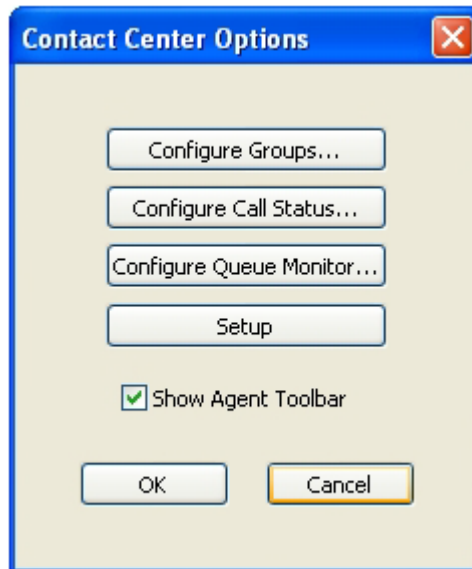 Contact Center Options
Configure Groups...
Configure Call Status...
Configure Queue Monitor...
Setup
Show Agent Toolbar
OK Cancel